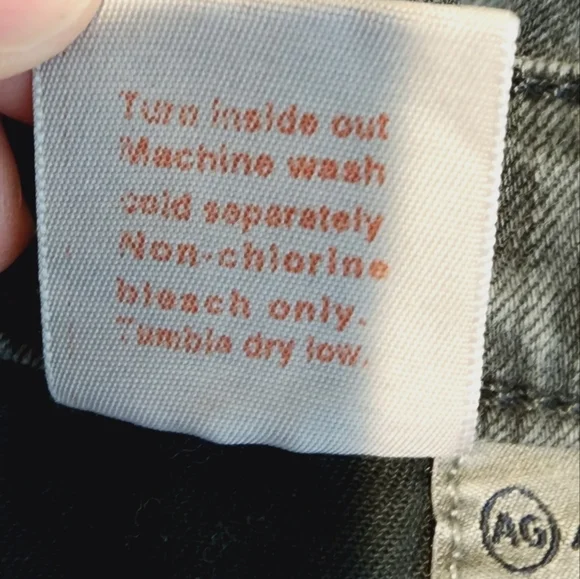 Turn inside out
Machine wash
cold separately
Non-chlorine
bleach only.
Tumble dry low.
AG